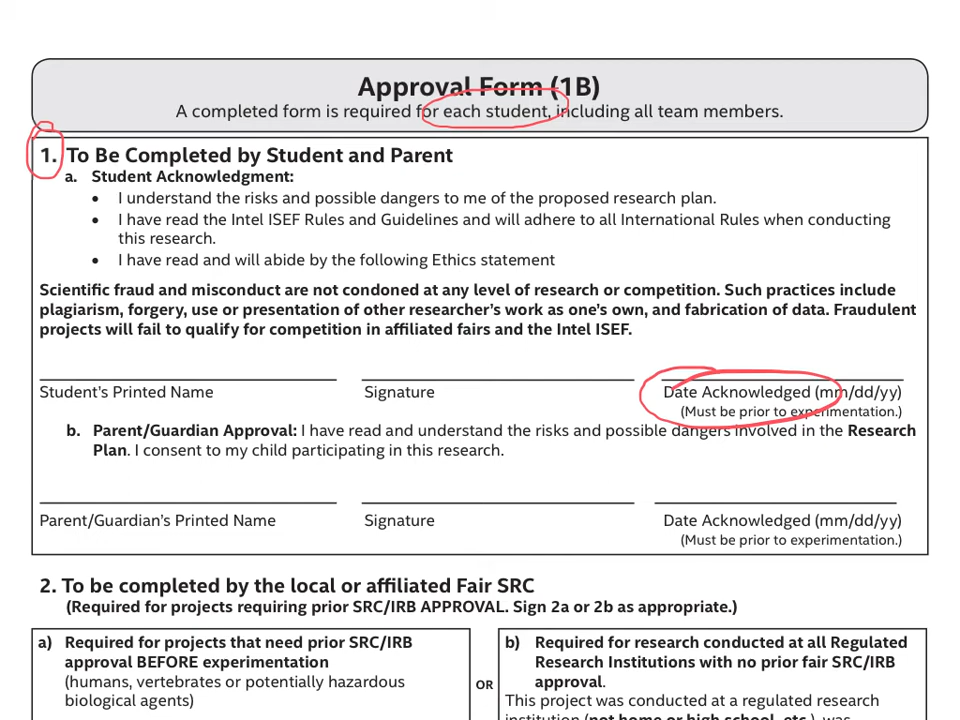 Approval Form (1B)
A completed form is required for each student, including all team members.
1. To Be Completed by Student and Parent
a. Student Acknowledgment:
• I understand the risks and possible dangers to me of the proposed research plan.
• I have read the Intel ISEF Rules and Guidelines and will adhere to all International Rules when conducting
this research.
• I have read and will abide by the following Ethics statement
Scientific fraud and misconduct are not condoned at any level of research or competition. Such practices include
plagiarism, forgery, use or presentation of other researcher's work as one's own, and fabrication of data. Fraudulent
projects will fail to qualify for competition in affiliated fairs and the Intel ISEF.
Student's Printed Name Signature Date Acknowledged (mm/dd/yy)
(Must be prior to experimentation.)
b. Parent/Guardian Approval: I have read and understand the risks and possible dangers involved in the Research
Plan. I consent to my child participating in this research.
Parent/Guardian's Printed Name Signature Date Acknowledged (mm/dd/yy)
(Must be prior to experimentation.)
2. To be completed by the local or affiliated Fair SRC
(Required for projects requiring prior SRC/IRB APPROVAL. Sign 2a or 2b as appropriate.)
a) Required for projects that need prior SRC/IRB
approval BEFORE experimentation
(humans, vertebrates or potentially hazardous
biological agents)
OR
b) Required for research conducted at all Regulated
Research Institutions with no prior fair SRC/IRB
approval.
This project was conducted at a regulated research
institution (not home or high school, etc.), was